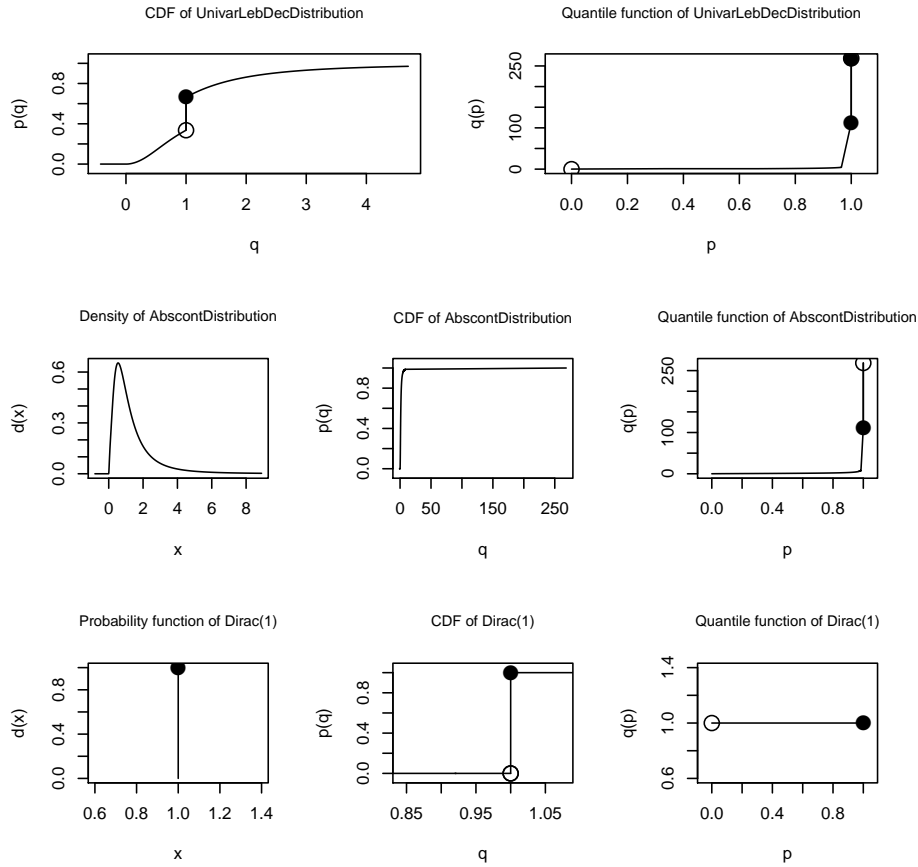 CDF of UnivarLebDecDistribution
p(q)
0.0
0.4
0.8
0 1 2 3 4
q
Quantile function of UnivarLebDecDistribution
q(p)
0
100
250
0.0 0.2 0.4 0.6 0.8 1.0
p
Density of AbscontDistribution
d(x)
0.0
0.3
0.6
0 2 4 6 8
x
CDF of AbscontDistribution
p(q)
0.0
0.4
0.8
0 50 150 250
q
Quantile function of AbscontDistribution
q(p)
0
100
250
0.0 0.4 0.8
p
Probability function of Dirac(1)
d(x)
0.0
0.4
0.8
0.6 0.8 1.0 1.2 1.4
x
CDF of Dirac(1)
p(q)
0.0
0.4
0.8
0.85 0.95 1.05
q
Quantile function of Dirac(1)
q(p)
0.6
1.0
1.4
0.0 0.4 0.8
p